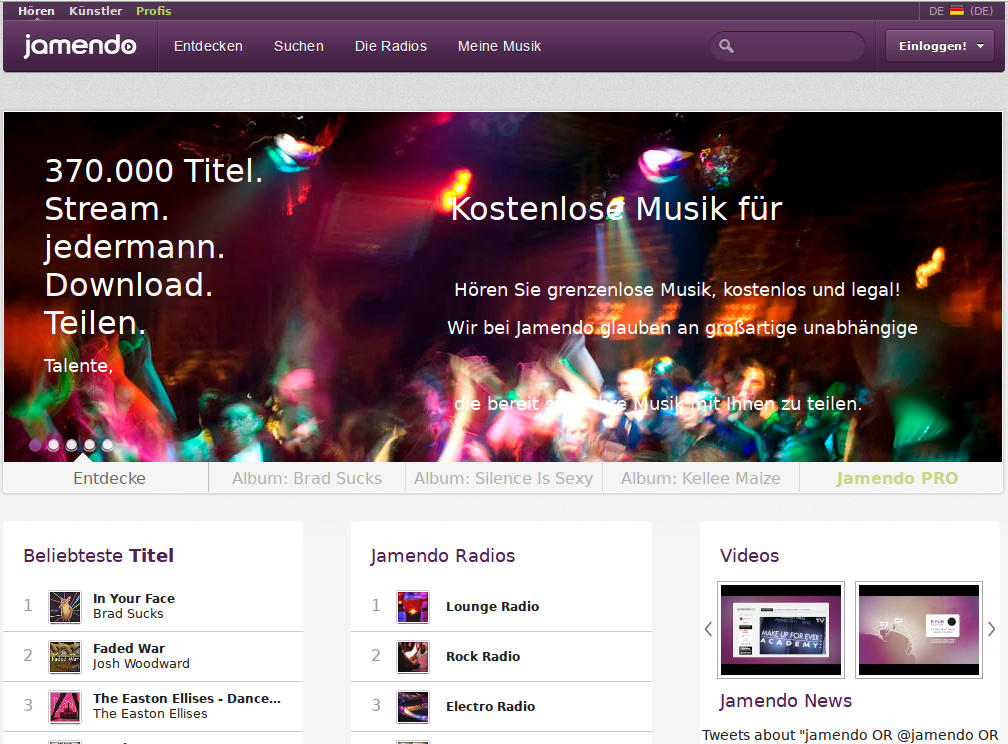 Hören Künstler Profis
DE (DE)
jamendo
Entdecken Suchen Die Radios Meine Musik
Einloggen!
370.000 Titel.
Stream.
jedermann.
Download.
Teilen.
Talente,
Kostenlose Musik für
Hören Sie grenzenlose Musik, kostenlos und legal!
Wir bei Jamendo glauben an großartige unabhängige
die bereit sind ihre Musik mit Ihnen zu teilen.
Entdecke
Album: Brad Sucks
Album: Silence Is Sexy
Album: Kellee Maize
Jamendo PRO
Beliebteste Titel
1 In Your Face
Brad Sucks
2 Faded War
Josh Woodward
3 The Easton Ellises - Dance...
The Easton Ellises
Jamendo Radios
1 Lounge Radio
2 Rock Radio
3 Electro Radio
Videos
MAKE UP FOR EVER
ACADEMY
Jamendo News
Tweets about "jamendo OR @jamendo OR